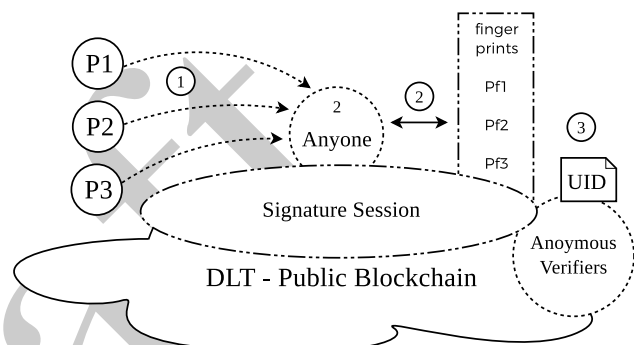 P1
P2
P3
1
2
Anyone
2
finger
prints
Pf1
Pf2
Pf3
3
UID
Signature Session
Anoymous
Verifiers
DLT - Public Blockchain